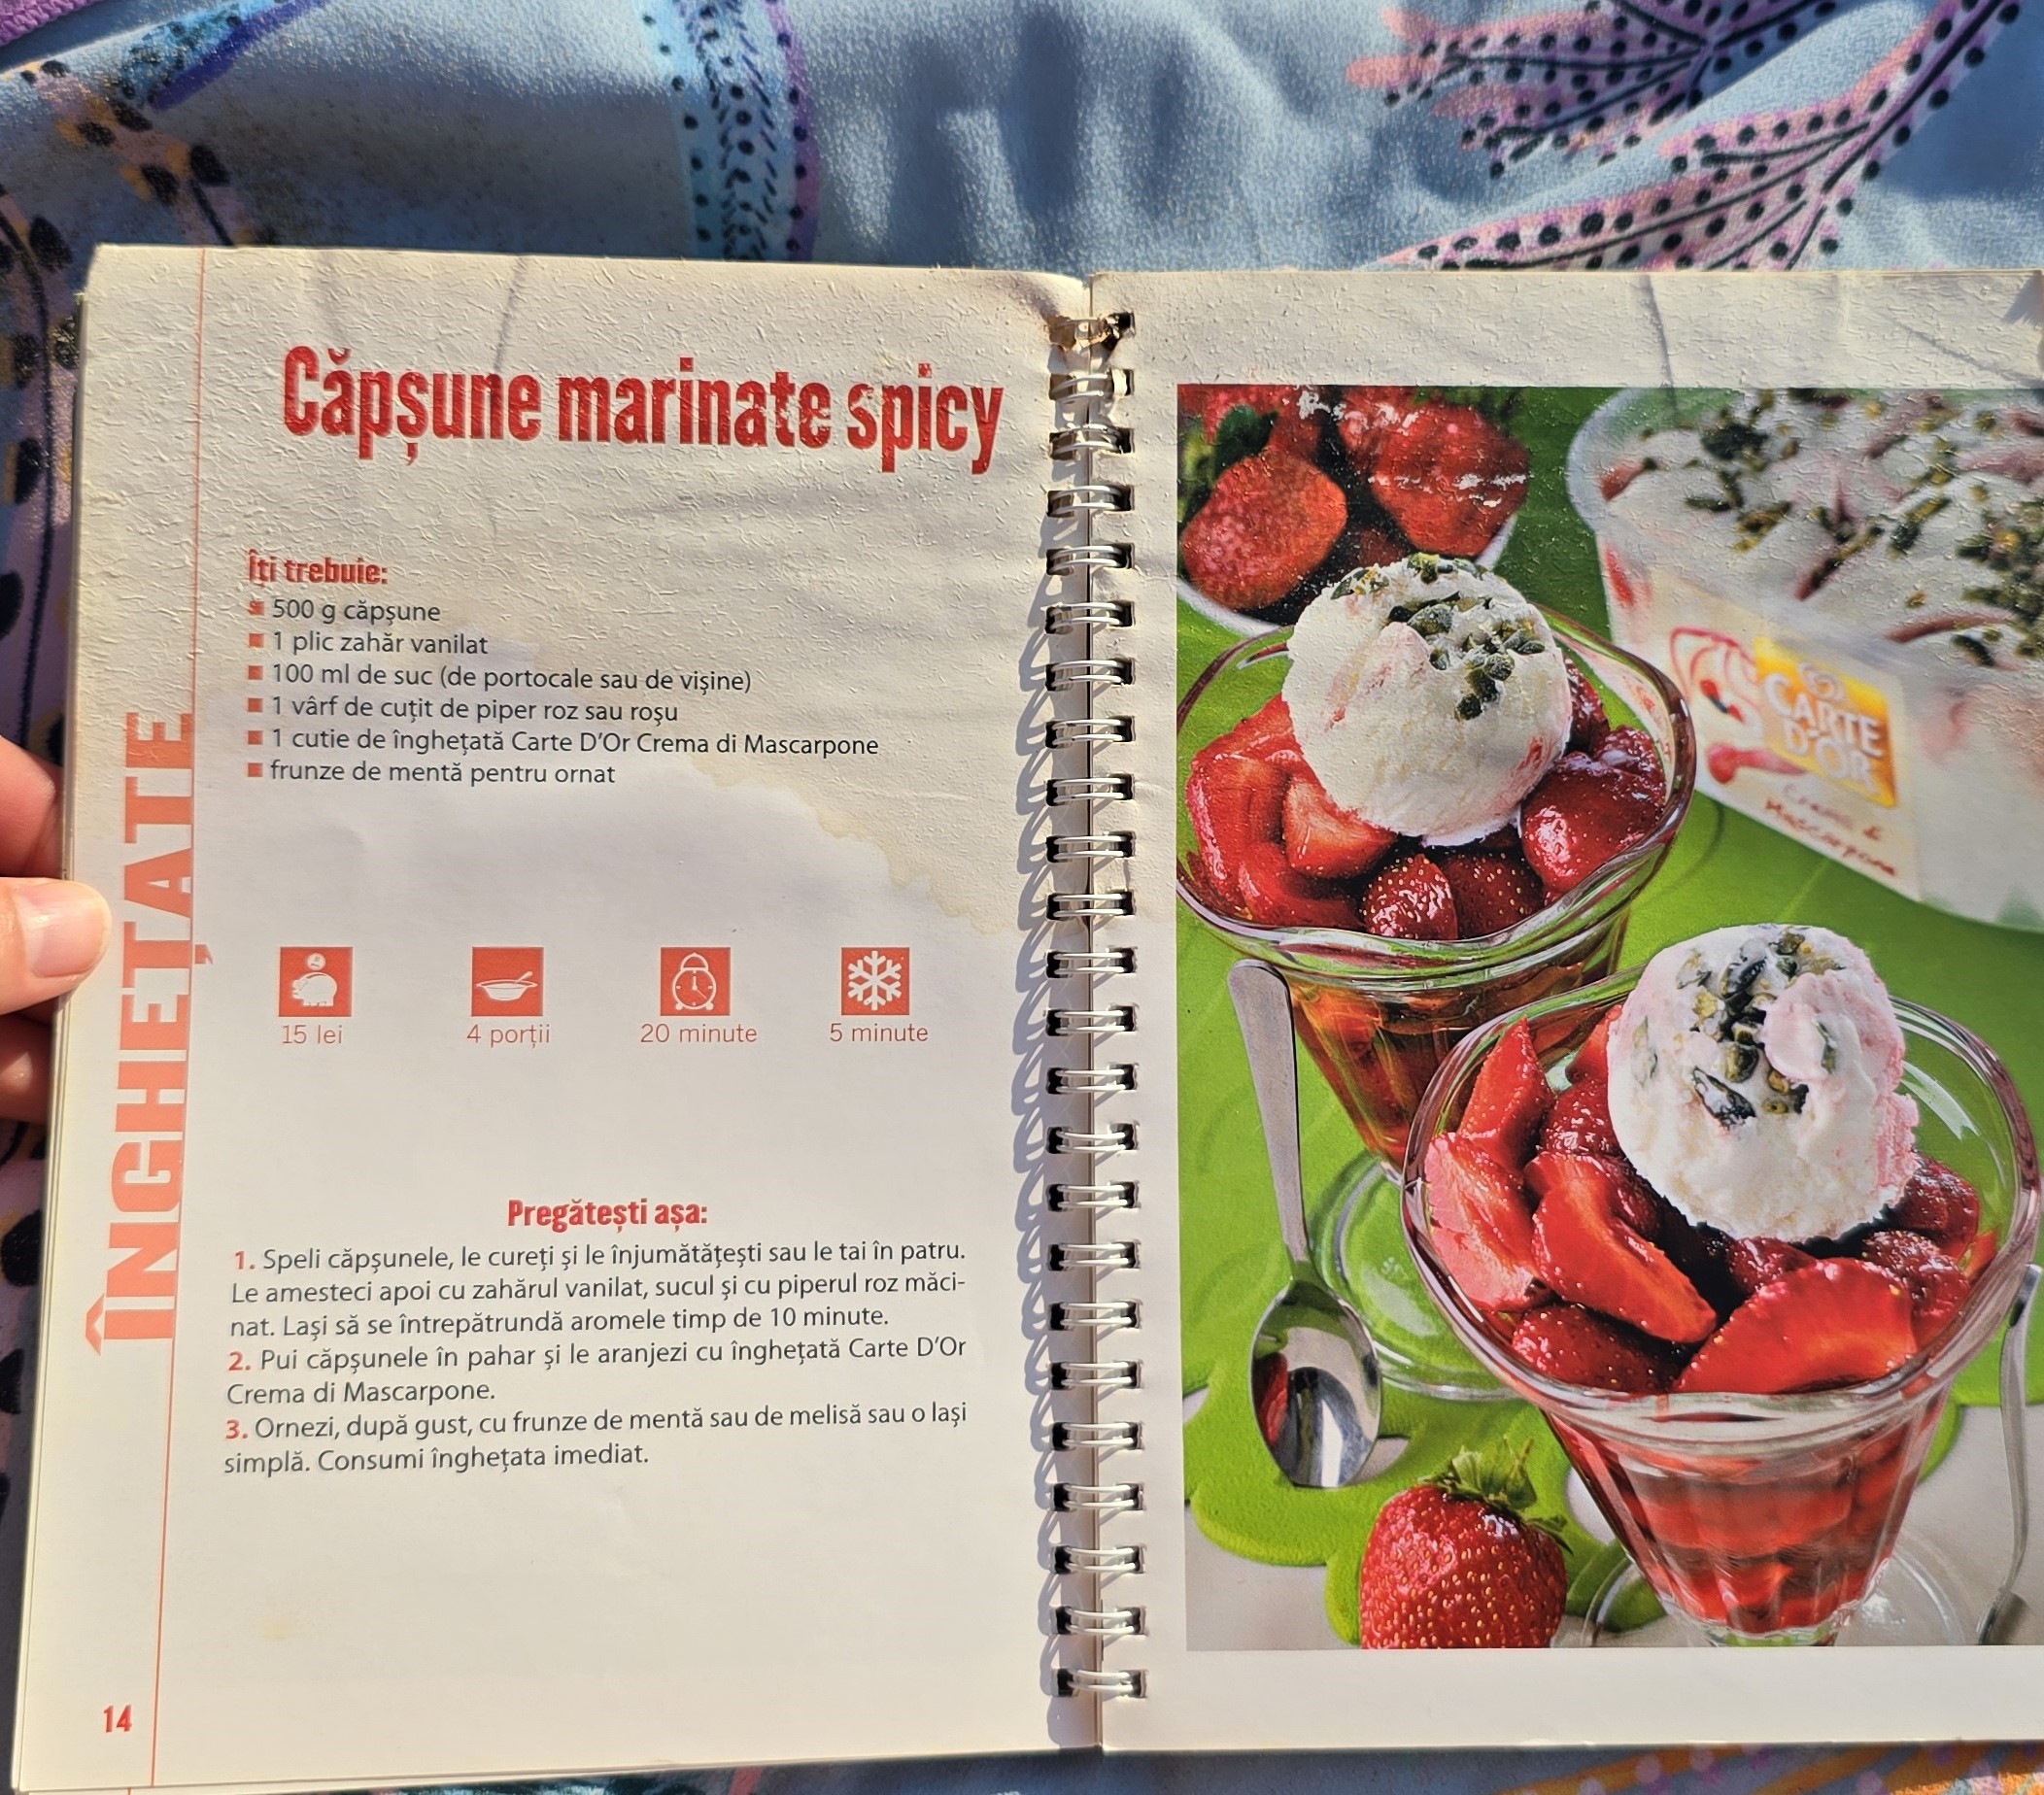 Căpșune marinate spicy
Îți trebuie:
500 g căpșune
1 plic zahăr vanilat
100 ml de suc (de portocale sau de vișine)
1 vârf de cuțit de piper roz sau roșu
1 cutie de înghețată Carte D'Or Crema di Mascarpone
frunze de mentă pentru ornat
15 lei
4 porții
20 minute
5 minute
Pregătești așa:
1. Speli căpșunele, le cureți și le înjumătățești sau le tai în patru.
Le amesteci apoi cu zahărul vanilat, sucul și cu piperul roz măci-
nat. Lași să se întrepătrundă aromele timp de 10 minute.
2. Pui căpșunele în pahar și le aranjezi cu înghețată Carte D'Or
Crema di Mascarpone.
3. Ornezi, după gust, cu frunze de mentă sau de melisă sau o lași
simplă. Consumi înghețata imediat.
ÎNGHEȚATE
14
CARTE
D'OR
Crema di
Mascarpone